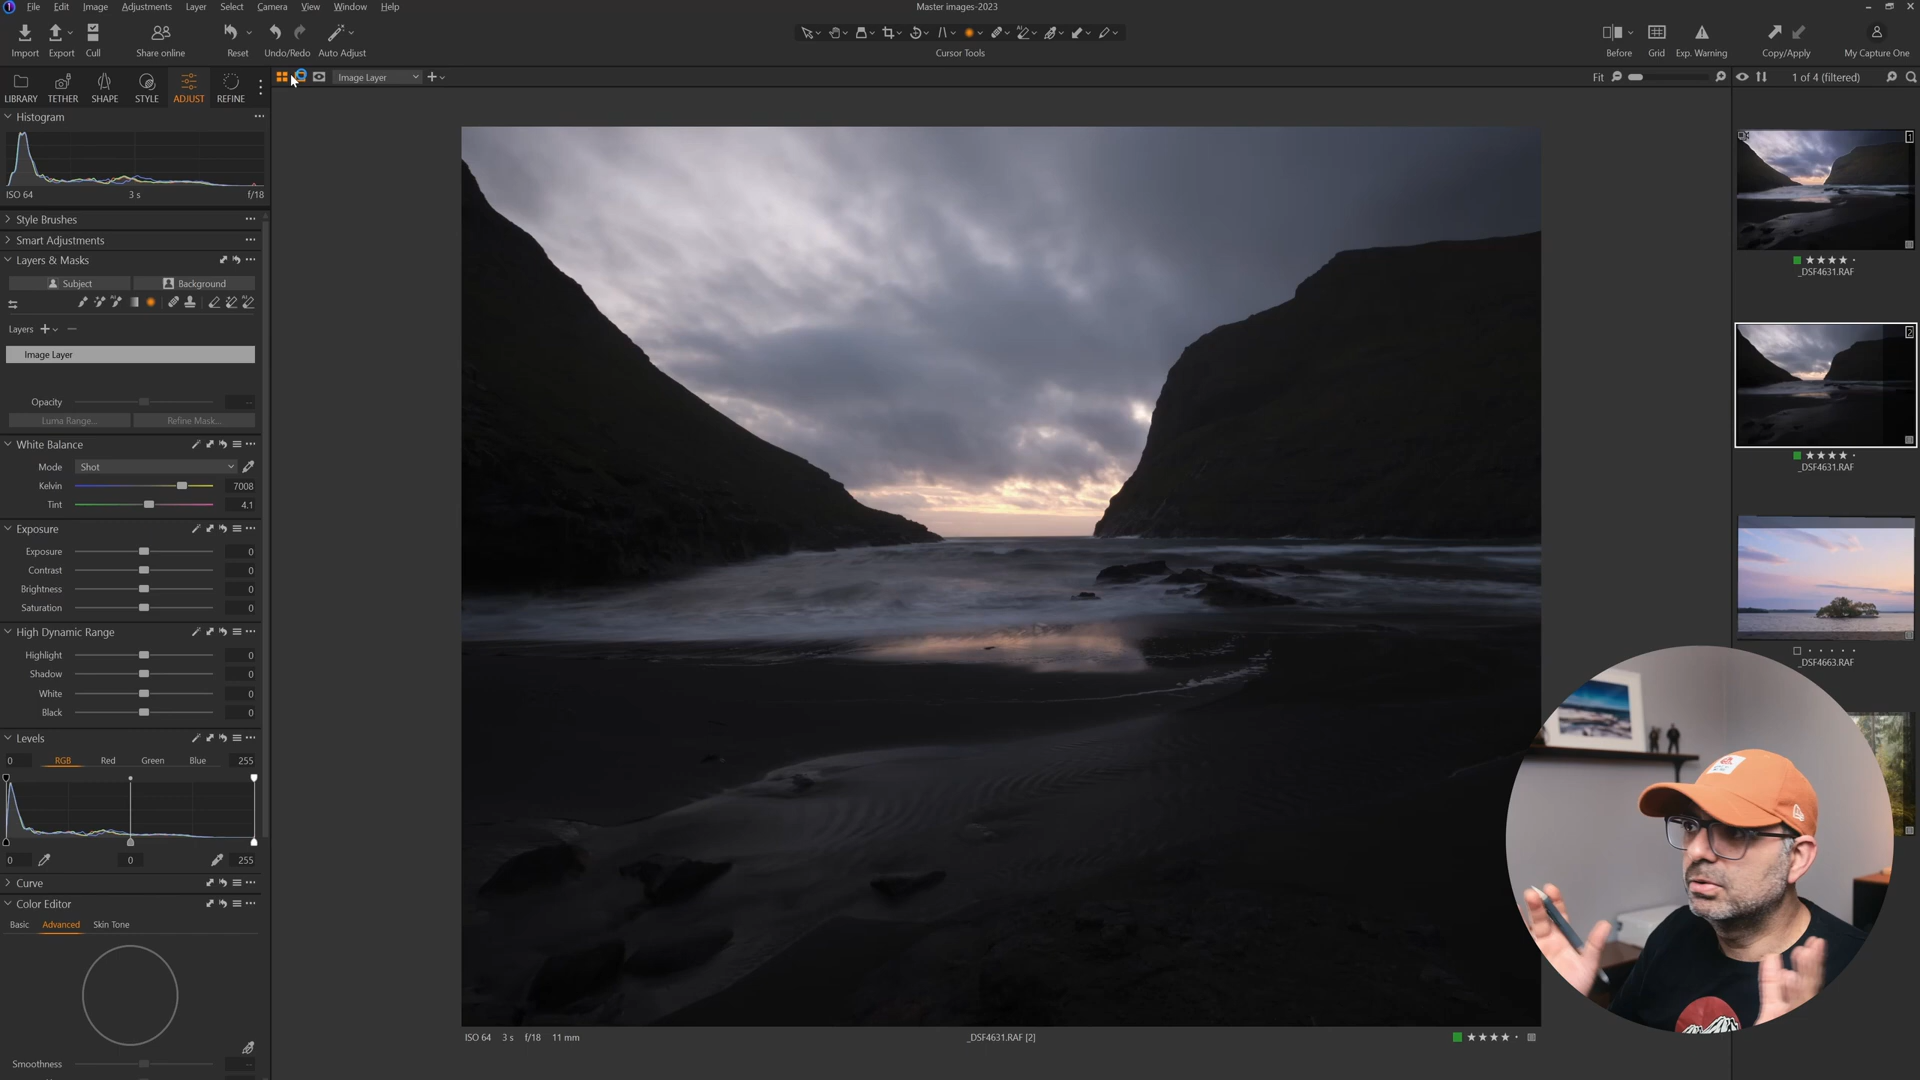 File Edit Image Adjustments Layer Select Camera View Window Help
Master images-2023
Import Export Cull Share online Reset Undo/Redo Auto Adjust
Cursor Tools
Before Grid Exp. Warning Copy/Apply My Capture One
LIBRARY TETHER SHAPE STYLE ADJUST REFINE
Image Layer
Fit
1 of 4 (filtered)
Histogram
ISO 64 3 s f/18
Style Brushes
Smart Adjustments
Layers & Masks
Subject Background
Layers
Image Layer
Opacity
Luma Range... Refine Mask...
White Balance
Mode Shot
Kelvin 7008
Tint 4.1
Exposure
Exposure 0
Contrast 0
Brightness 0
Saturation 0
High Dynamic Range
Highlight 0
Shadow 0
White 0
Black 0
Levels
0 RGB Red Green Blue 255
0 0 255
Curve
Color Editor
Basic Advanced Skin Tone
Smoothness
ISO 64 3 s f/18 11 mm
_DSF4631.RAF [2]
1
_DSF4631.RAF
2
_DSF4631.RAF
_DSF4663.RAF